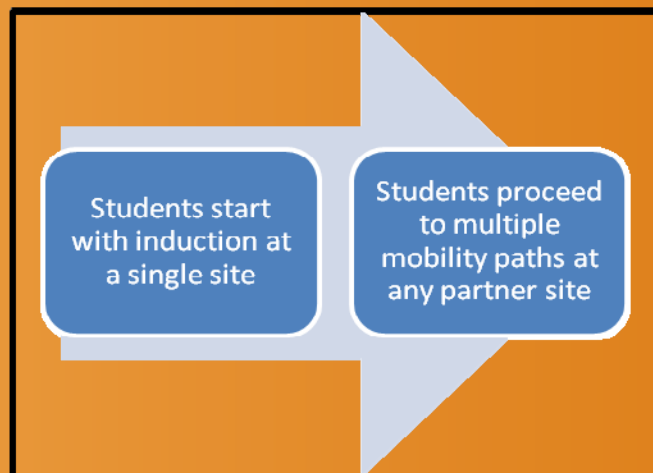 Students start
with induction at
a single site
Students proceed
to multiple
mobility paths at
any partner site